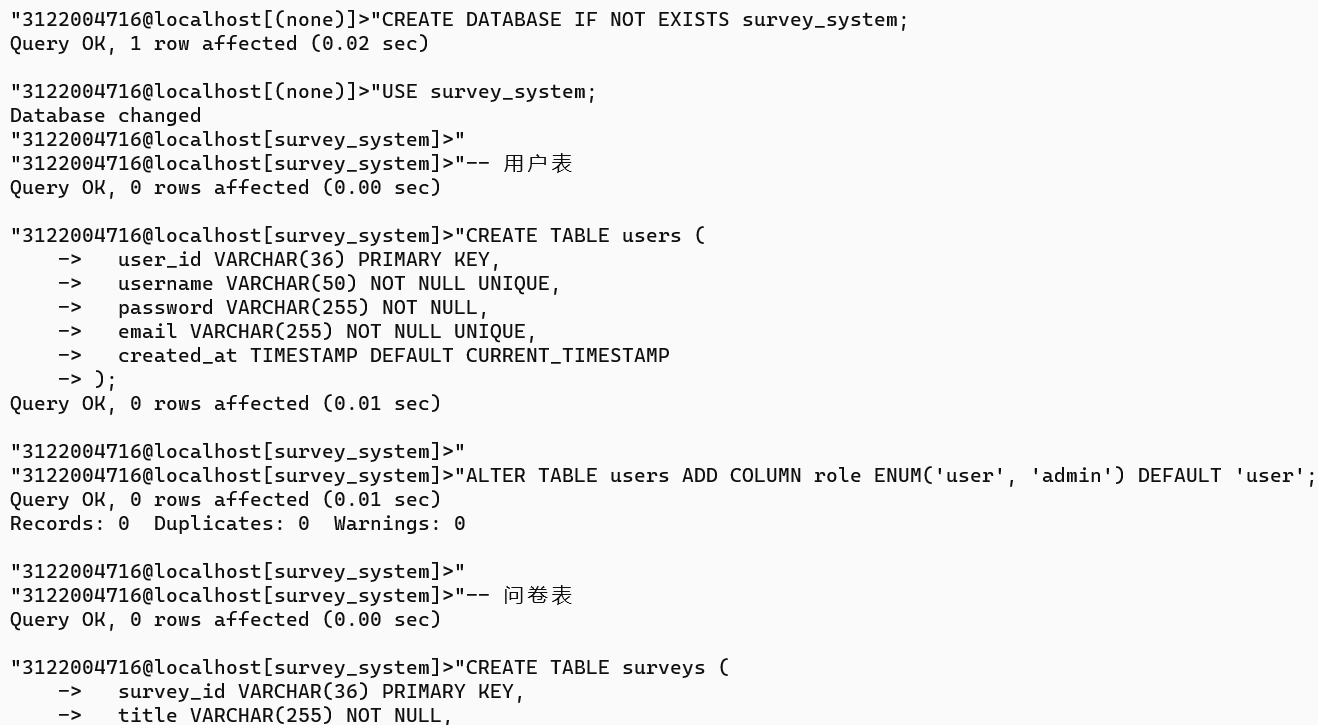 "3122004716@localhost[(none)]>"CREATE DATABASE IF NOT EXISTS survey_system;
Query OK, 1 row affected (0.02 sec)
"3122004716@localhost[(none)]>"USE survey_system;
Database changed
"3122004716@localhost[survey_system]>"
"3122004716@localhost[survey_system]>"-- 用户表
Query OK, 0 rows affected (0.00 sec)
"3122004716@localhost[survey_system]>"CREATE TABLE users (
    ->   user_id VARCHAR(36) PRIMARY KEY,
    ->   username VARCHAR(50) NOT NULL UNIQUE,
    ->   password VARCHAR(255) NOT NULL,
    ->   email VARCHAR(255) NOT NULL UNIQUE,
    ->   created_at TIMESTAMP DEFAULT CURRENT_TIMESTAMP
    -> );
Query OK, 0 rows affected (0.01 sec)
"3122004716@localhost[survey_system]>"
"3122004716@localhost[survey_system]>"ALTER TABLE users ADD COLUMN role ENUM('user', 'admin') DEFAULT 'user';
Query OK, 0 rows affected (0.01 sec)
Records: 0  Duplicates: 0  Warnings: 0
"3122004716@localhost[survey_system]>"
"3122004716@localhost[survey_system]>"-- 问卷表
Query OK, 0 rows affected (0.00 sec)
"3122004716@localhost[survey_system]>"CREATE TABLE surveys (
    ->   survey_id VARCHAR(36) PRIMARY KEY,
    ->   title VARCHAR(255) NOT NULL,